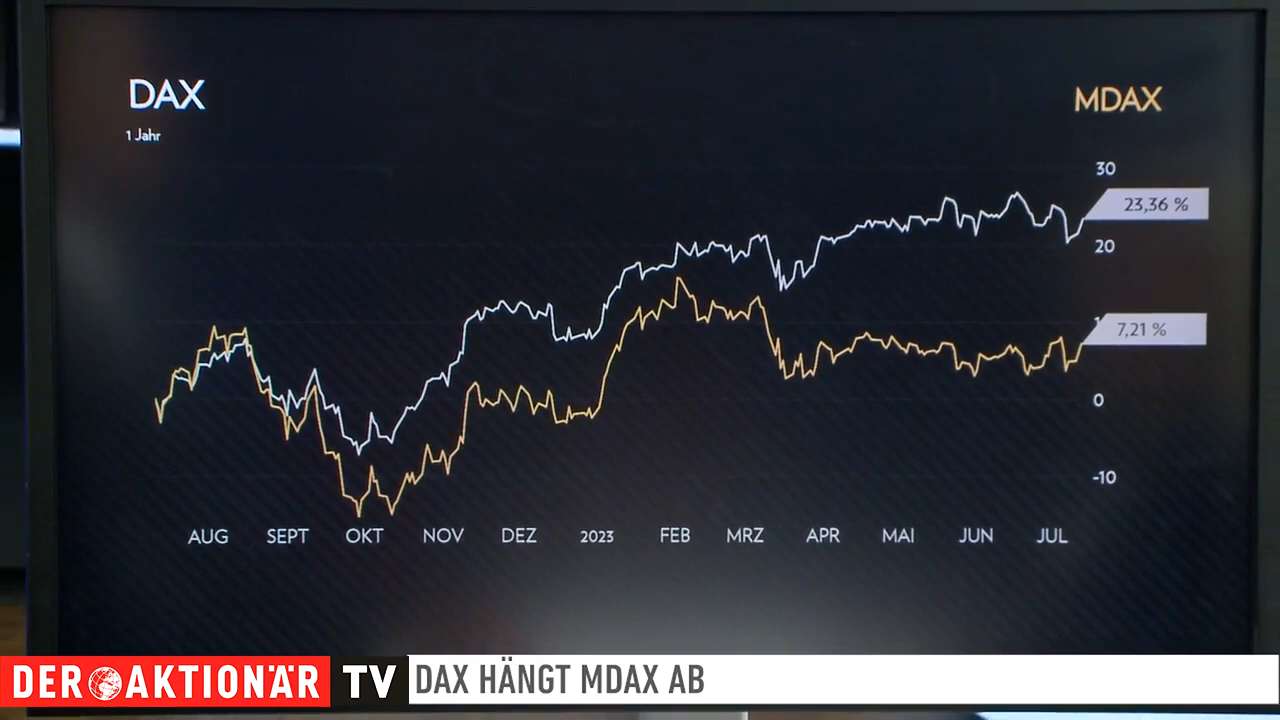 DAX
MDAX
1 Jahr
30
23,36 %
20
7,21 %
0
-10
AUG SEPT OKT NOV DEZ 2023 FEB MRZ APR MAI JUN JUL
DER AKTIONÄR TV
DAX HÄNGT MDAX AB